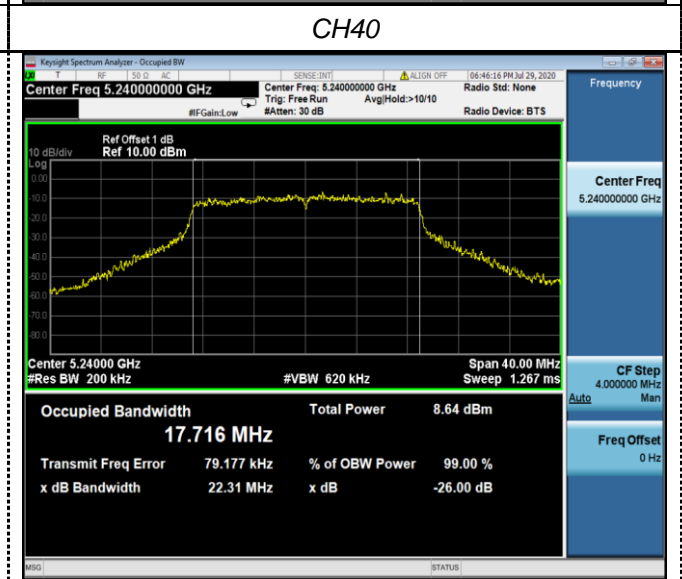 CH40
Keysight Spectrum Analyzer - Occupied BW
T RF 50 Ω AC SENSE:INT ALIGN OFF 06:46:16 PM Jul 29, 2020
Center Freq 5.240000000 GHz
Center Freq: 5.240000000 GHz
Radio Std: None
Trig: Free Run Avg|Hold:>10/10
#IFGain:Low
#Atten: 30 dB
Radio Device: BTS
Frequency
Ref Offset 1 dB
10 dB/div Ref 10.00 dBm
Log
0.00
-10.0
-20.0
-30.0
-40.0
-50.0
-60.0
-70.0
-80.0
Center Freq
5.240000000 GHz
Center 5.24000 GHz Span 40.00 MHz
#Res BW 200 kHz #VBW 620 kHz Sweep 1.267 ms
CF Step
4.000000 MHz
Auto Man
Occupied Bandwidth Total Power 8.64 dBm
17.716 MHz
Transmit Freq Error 79.177 kHz % of OBW Power 99.00 %
x dB Bandwidth 22.31 MHz x dB -26.00 dB
Freq Offset
0 Hz
MSG STATUS